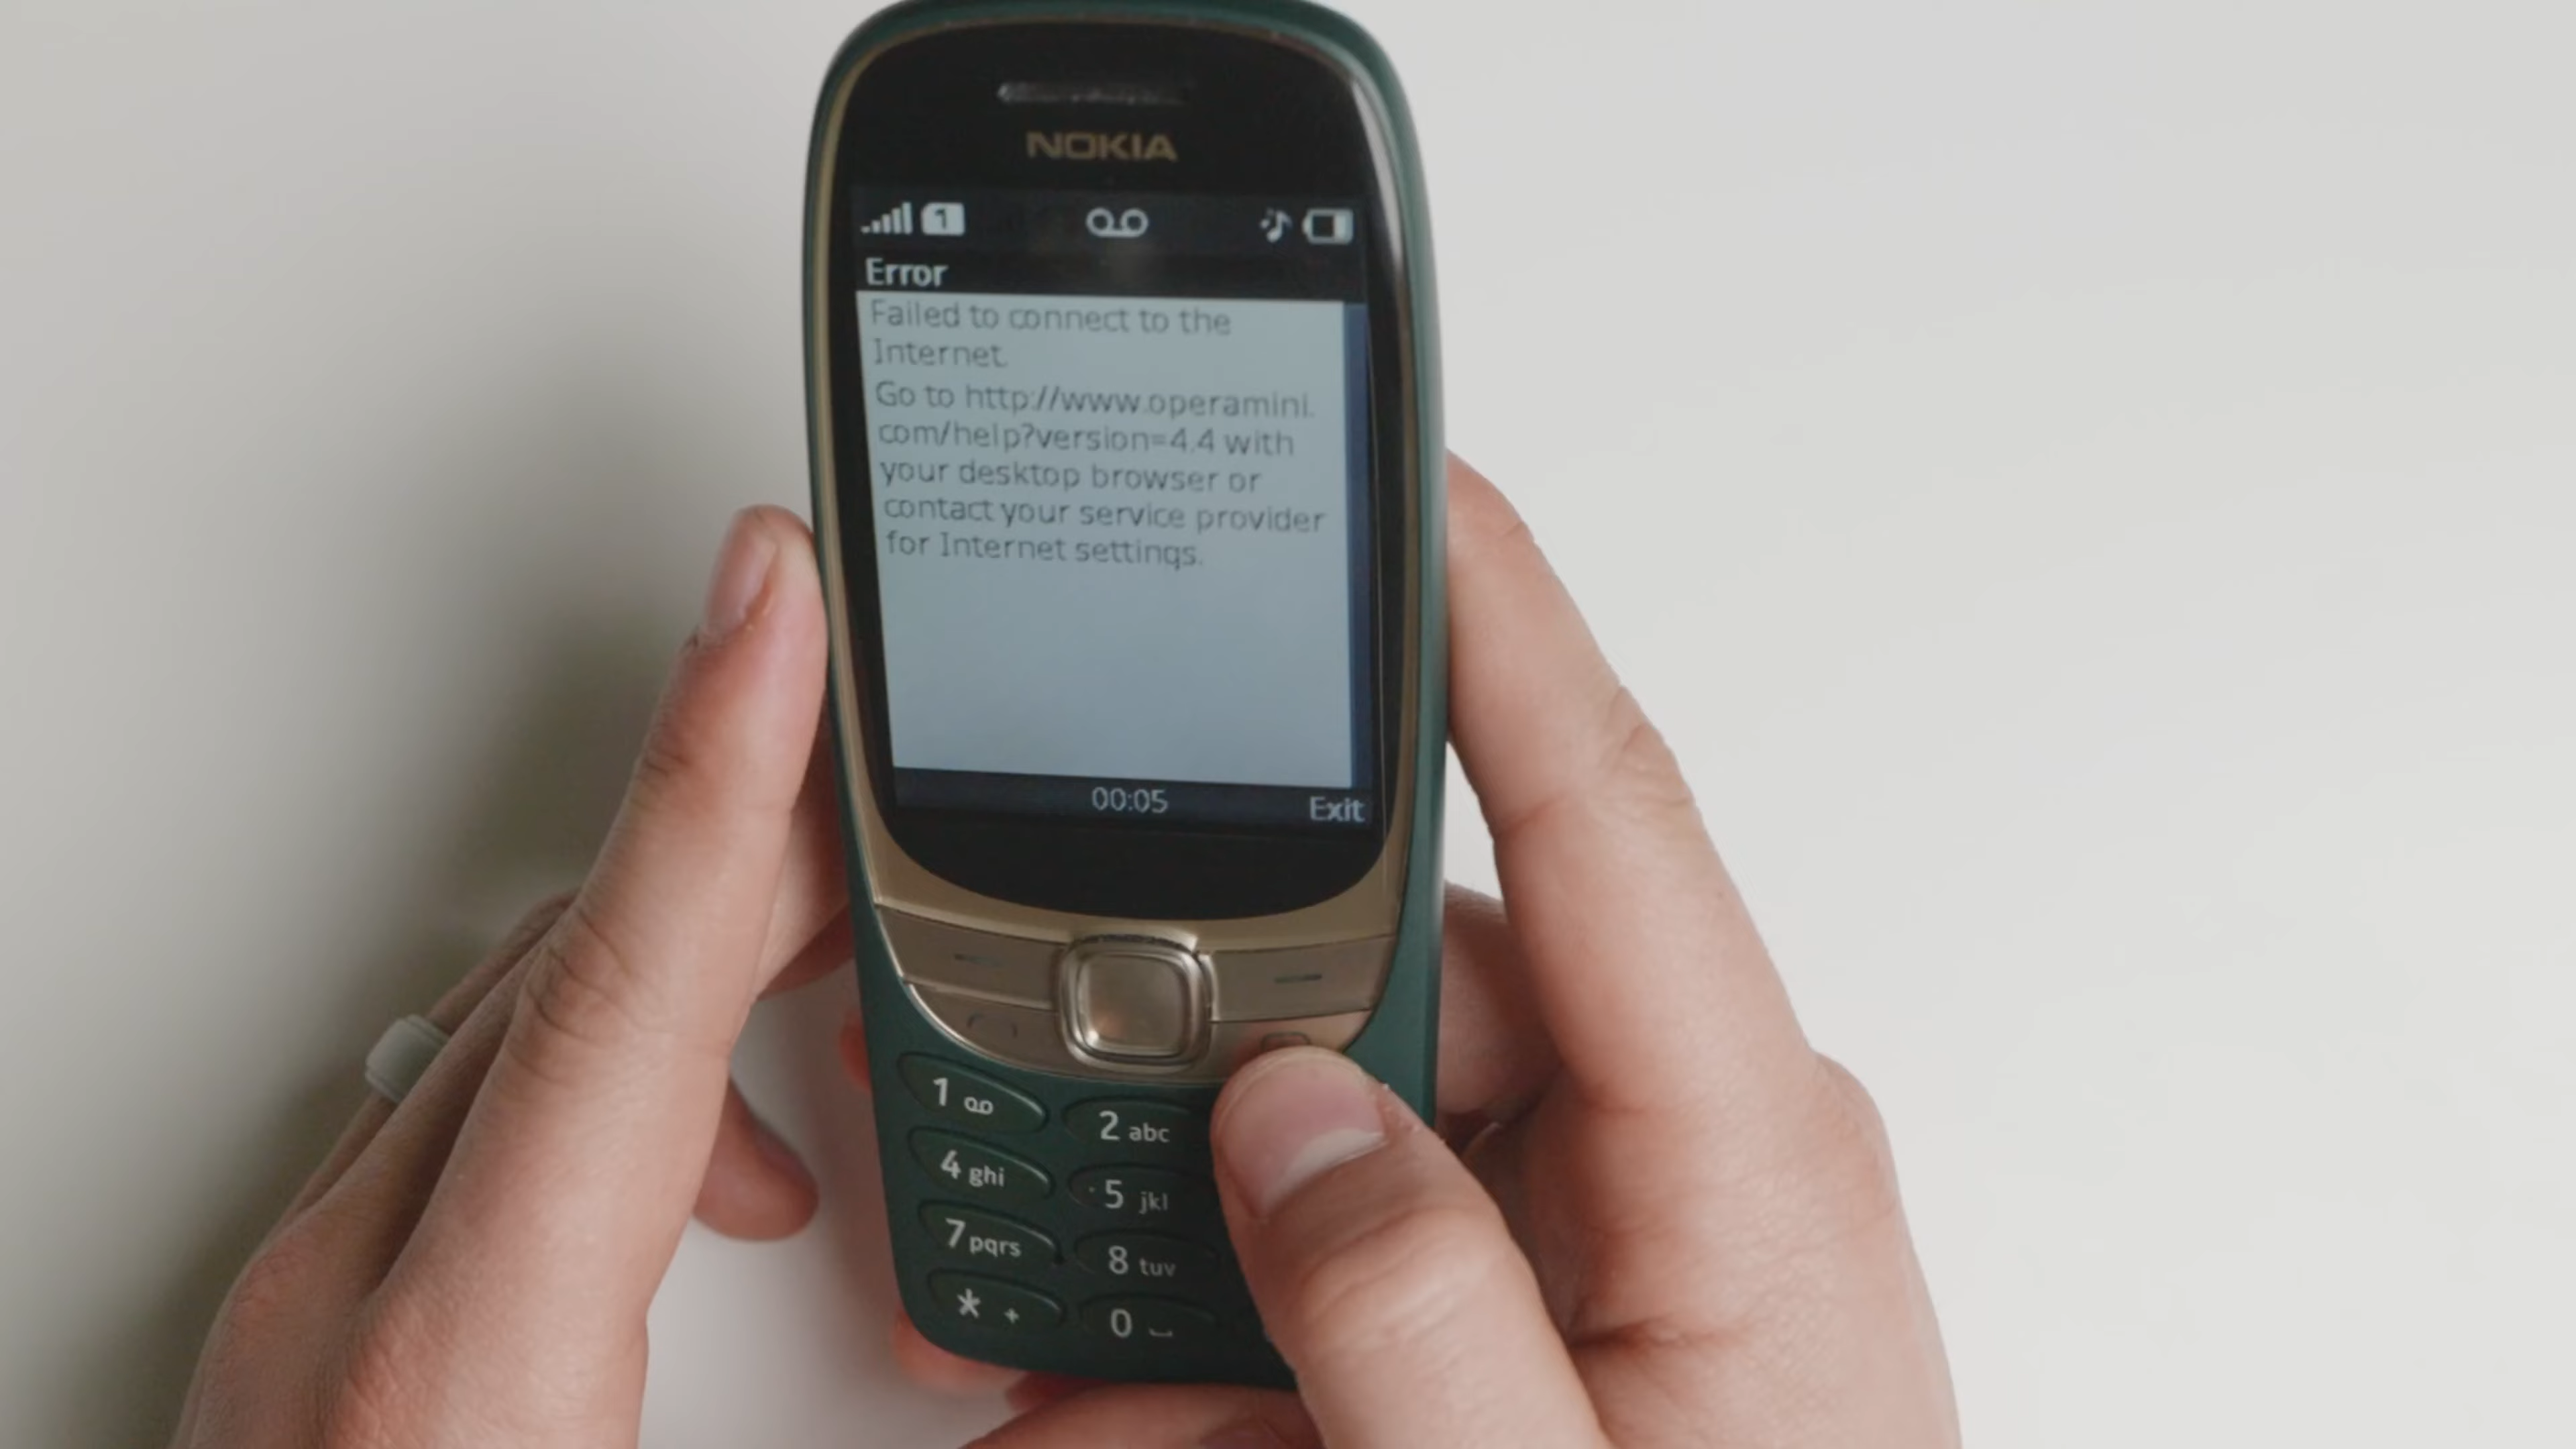 NOKIA
1
Error
Failed to connect to the
Internet.
Go to http://www.operamini.
com/help?version=4.4 with
your desktop browser or
contact your service provider
for Internet settings.
00:05 Exit
1
2 abc
4 ghi
5 jkl
7 pqrs
8 tuv
* +
0